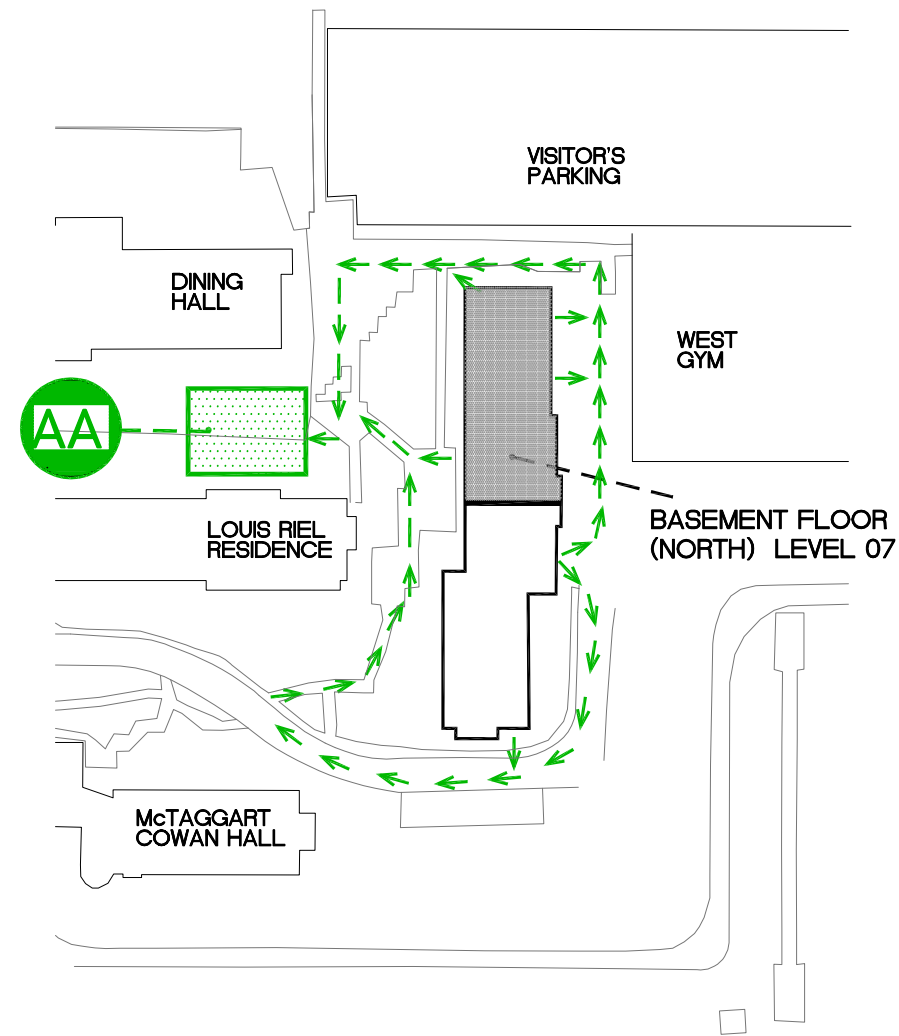 VISITOR'S
PARKING
DINING
HALL
WEST
GYM
AA
BASEMENT FLOOR
(NORTH) LEVEL 07
LOUIS RIEL
RESIDENCE
McTAGGART
COWAN HALL